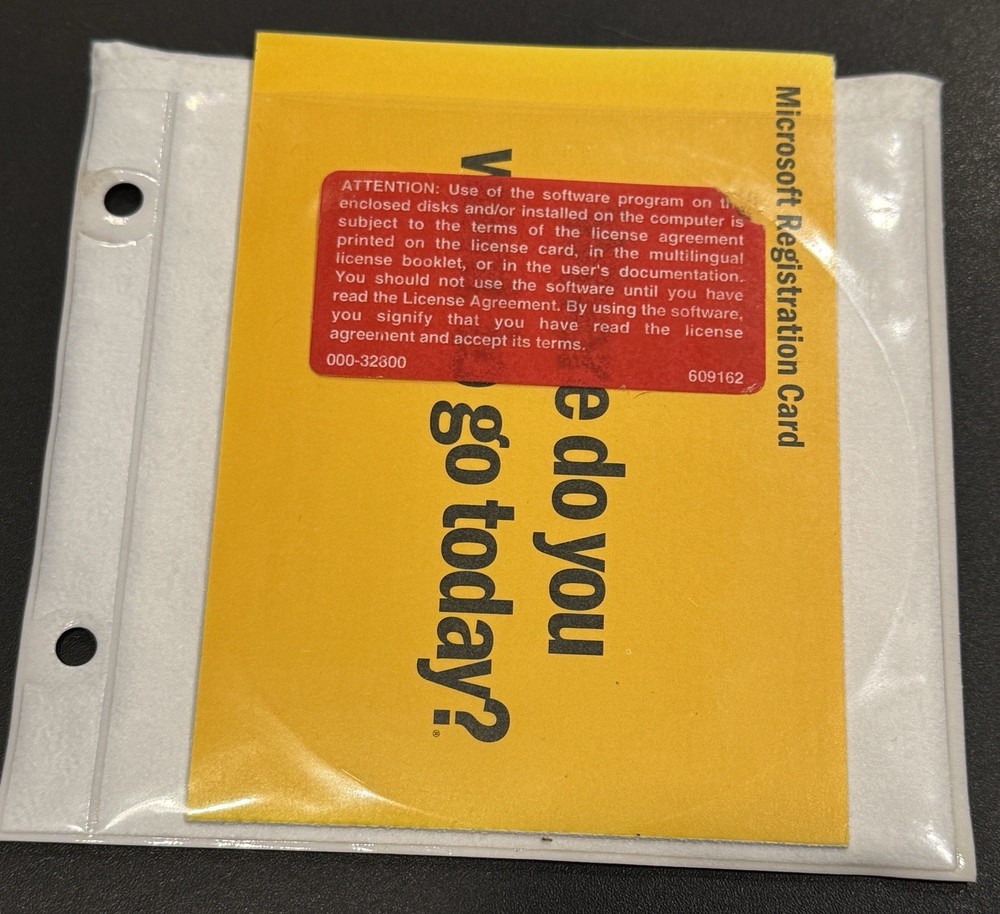 Microsoft Registration Card
ATTENTION: Use of the software program on the
enclosed disks and/or installed on the computer is
subject to the terms of the license agreement
printed on the license card, in the multilingual
license booklet, or in the user's documentation.
You should not use the software until you have
read the License Agreement. By using the software,
you signify that you have read the license
agreement and accept its terms.
000-32800
609162
e do you
go today?®